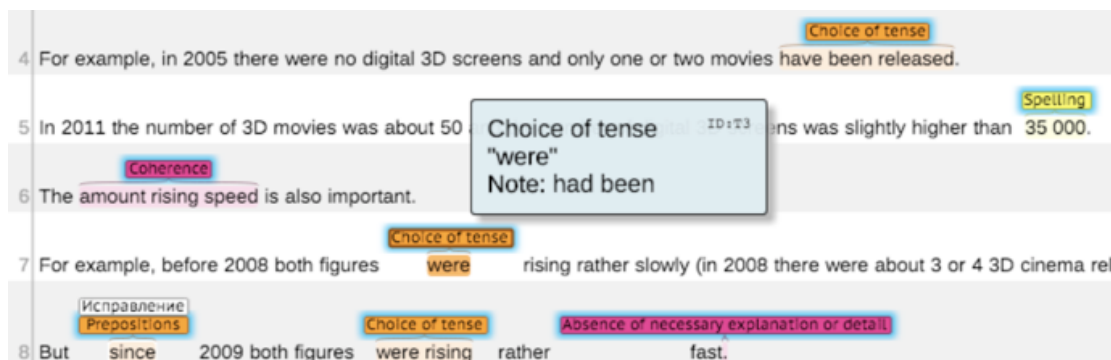 Choice of tense
4 For example, in 2005 there were no digital 3D screens and only one or two movies have been released.
Spelling
5 In 2011 the number of 3D movies was about 50 ens was slightly higher than 35 000.
Choice of tense ID:T3
"were"
Note: had been
Coherence
6 The amount rising speed is also important.
Choice of tense
7 For example, before 2008 both figures were rising rather slowly (in 2008 there were about 3 or 4 3D cinema rel
Исправление
Prepositions Choice of tense Absence of necessary explanation or detail
8 But since 2009 both figures were rising rather fast.